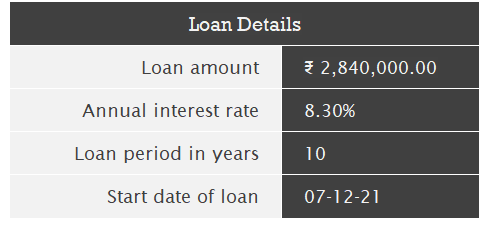 Loan Details
Loan amount ₹ 2,840,000.00
Annual interest rate 8.30%
Loan period in years 10
Start date of loan 07-12-21